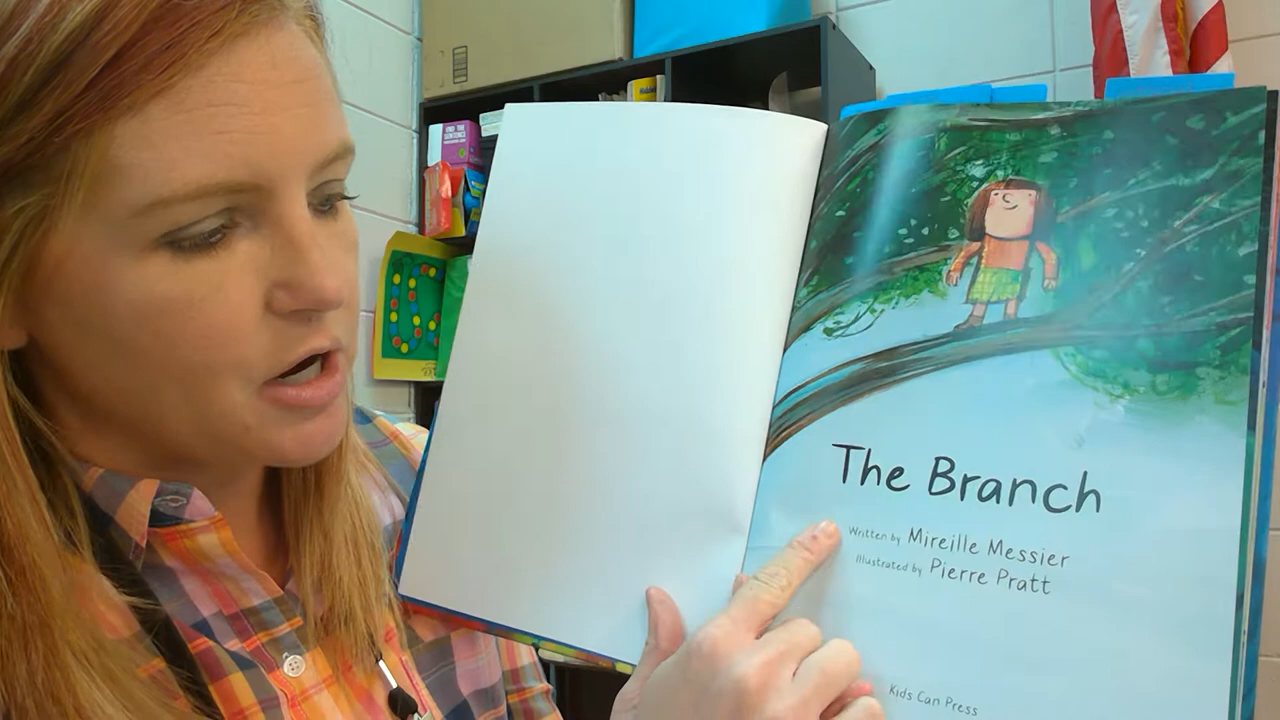 The Branch
Written by Mireille Messier
Illustrated by Pierre Pratt
Kids Can Press